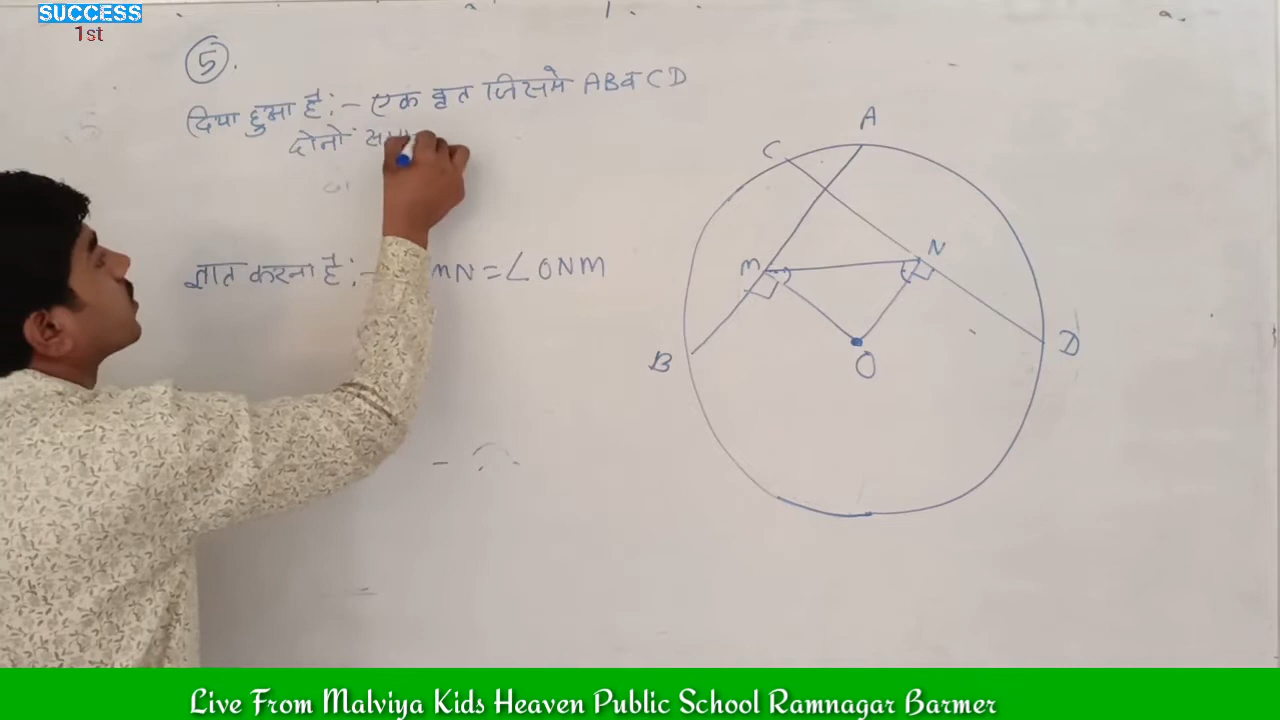 SUCCESS
1st
5.
दिया हुआ है:- एक वृत जिसमे AB व CD
दोनों
ज्ञात करना है:- MN = ∠ONM
A
C
M
N
B
O
D
Live From Malviya Kids Heaven Public School Ramnagar Barmer